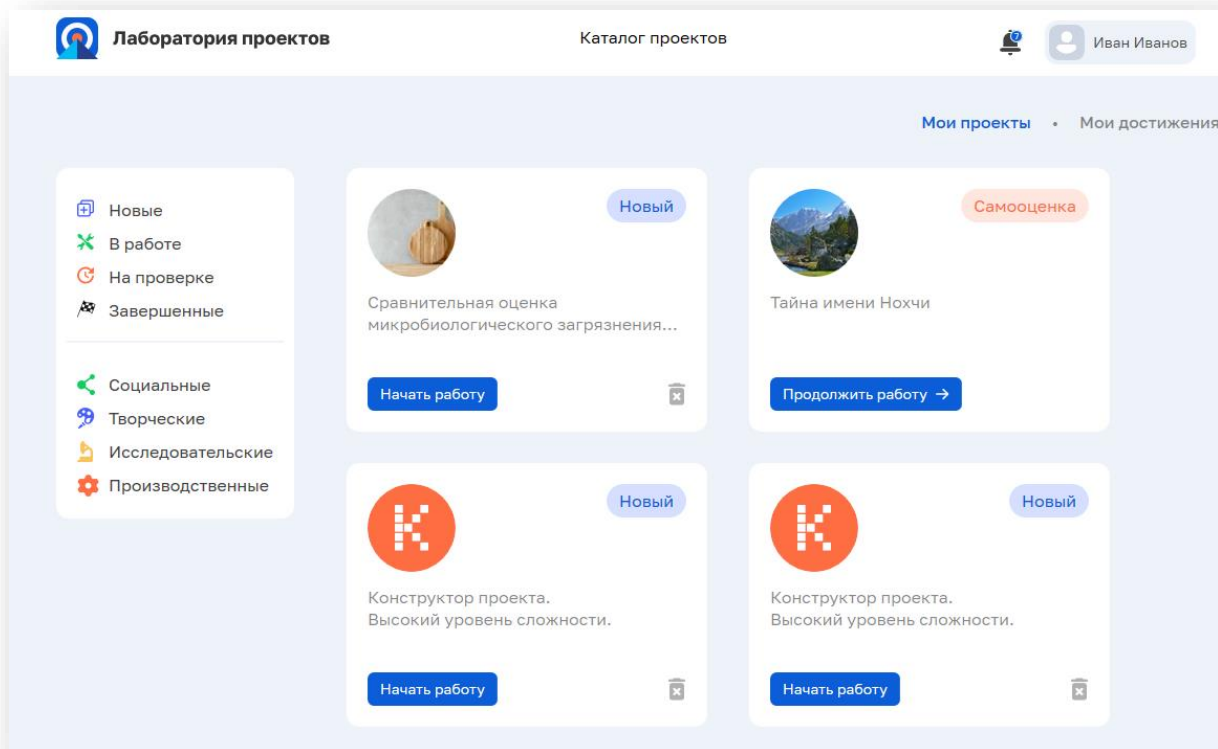 Лаборатория проектов
Каталог проектов
7
Иван Иванов
Мои проекты • Мои достижения
Новые
В работе
На проверке
Завершенные
Социальные
Творческие
Исследовательские
Производственные
Новый
Сравнительная оценка
микробиологического загрязнения...
Начать работу
Самооценка
Тайна имени Нохчи
Продолжить работу →
Новый
К
Конструктор проекта.
Высокий уровень сложности.
Начать работу
Новый
К
Конструктор проекта.
Высокий уровень сложности.
Начать работу